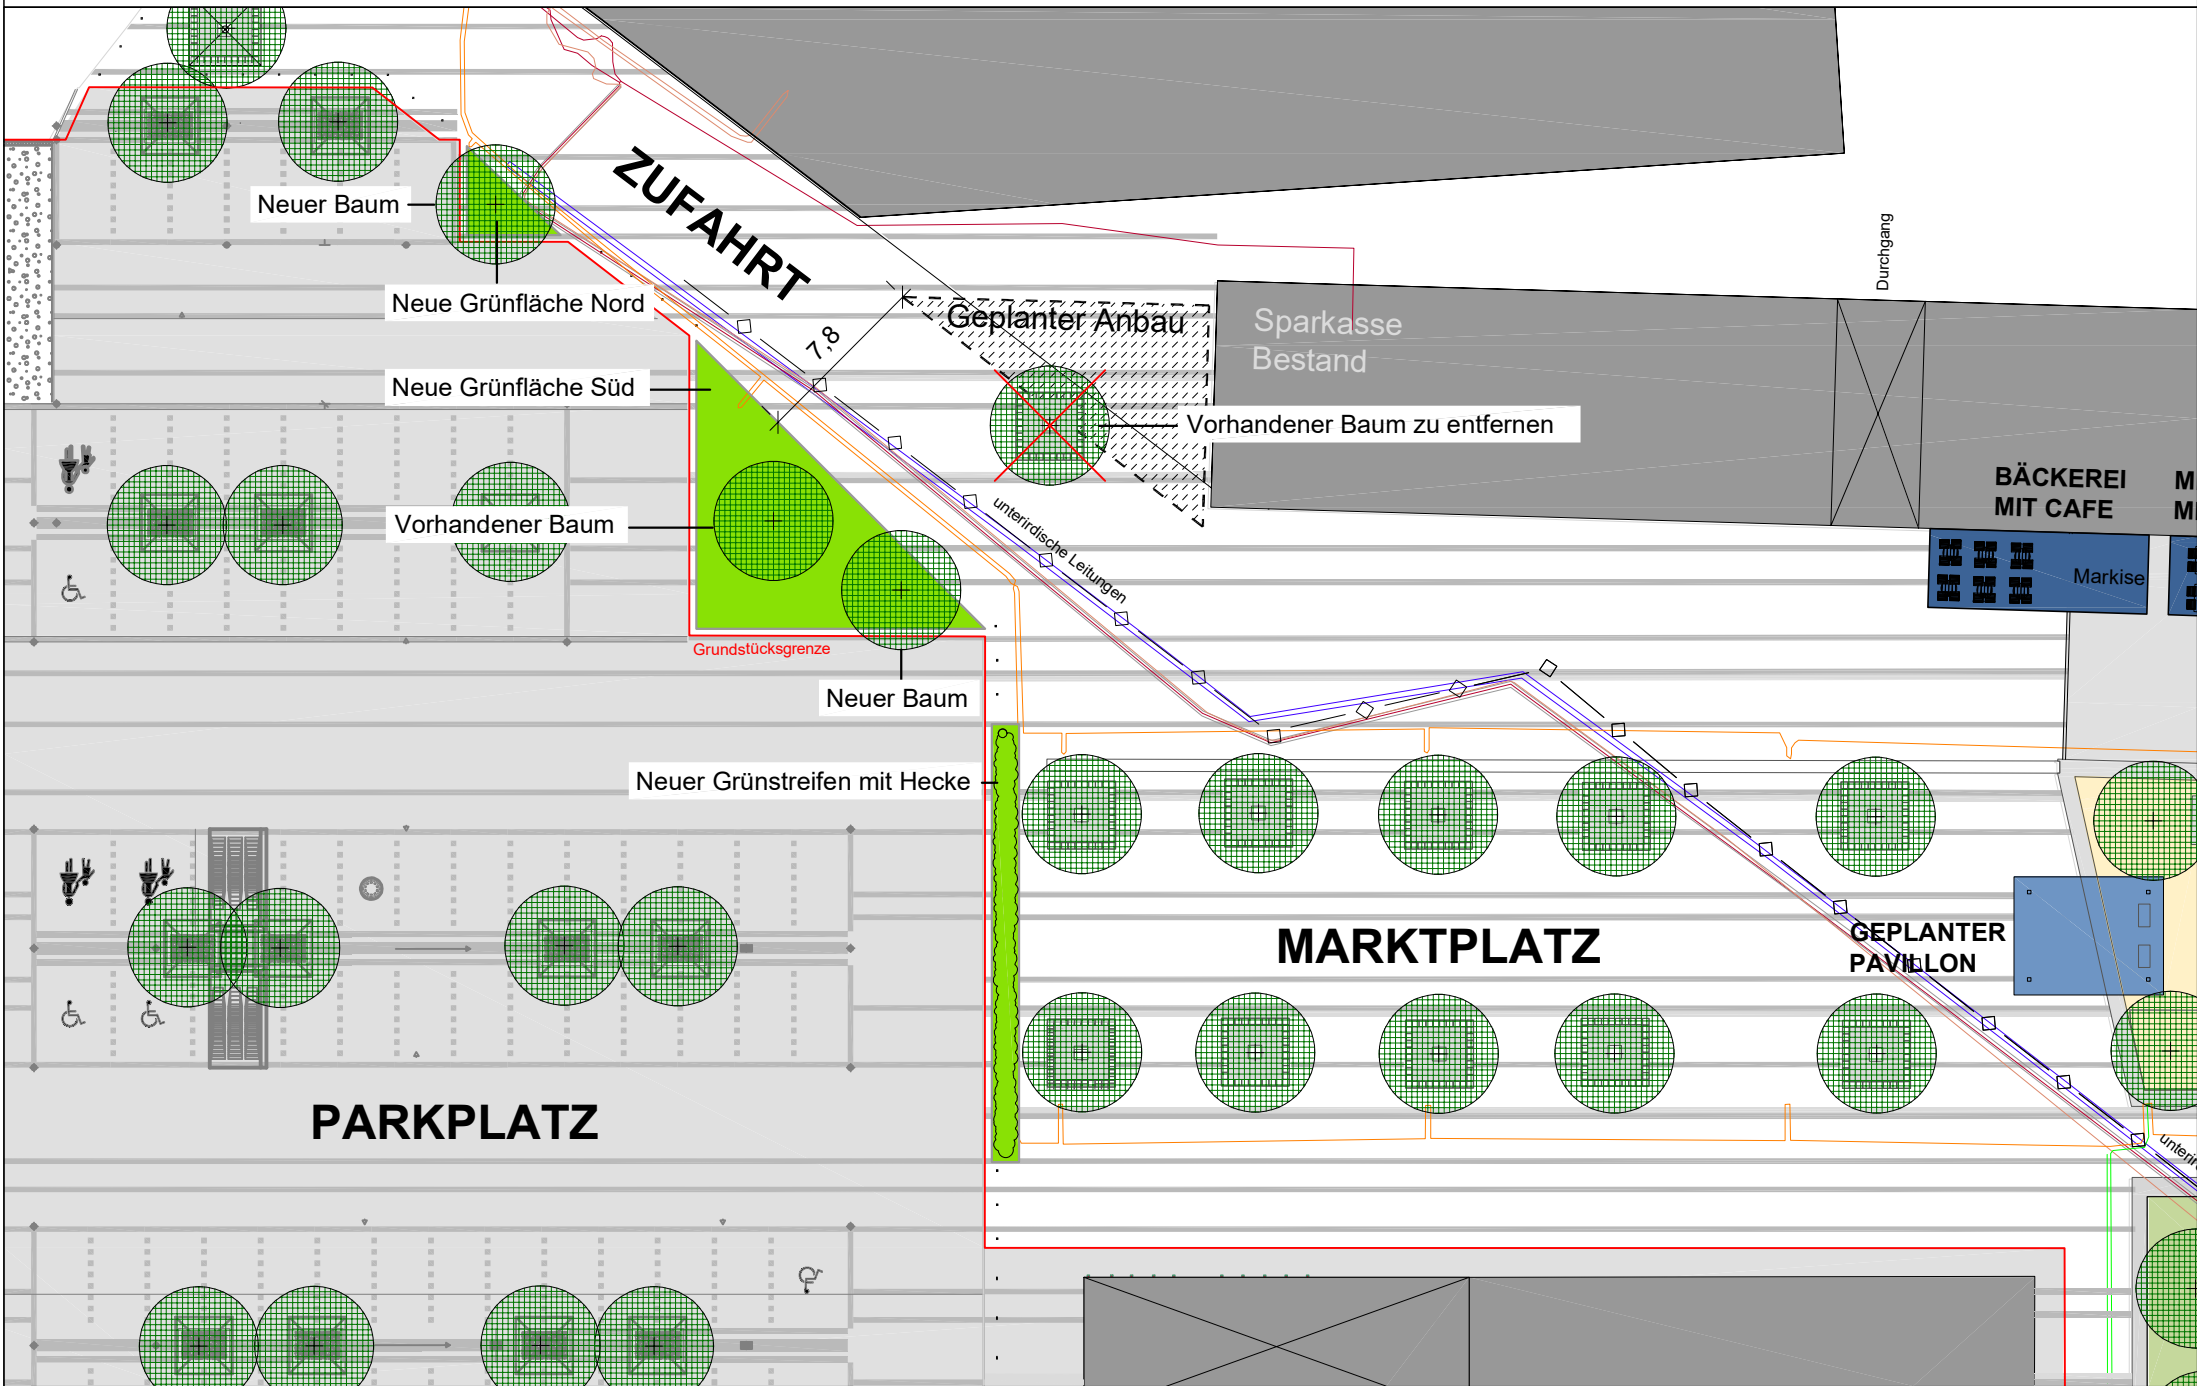 ZUFAHRT
Neuer Baum
Durchgang
Neue Grünfläche Nord
Geplanter Anbau
Sparkasse
Bestand
7,8
Neue Grünfläche Süd
Vorhandener Baum zu entfernen
BÄCKEREI
MIT CAFE
Vorhandener Baum
unterirdische Leitungen
Markise
Grundstücksgrenze
Neuer Baum
Neuer Grünstreifen mit Hecke
MARKTPLATZ
GEPLANTER
PAVILLON
PARKPLATZ